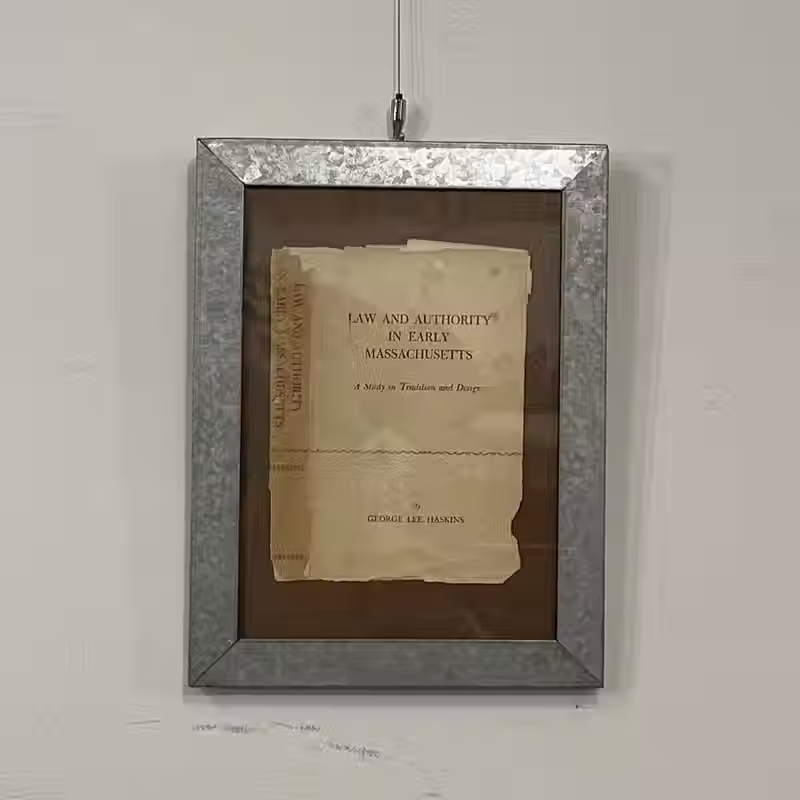 LAW AND AUTHORITY
IN EARLY
MASSACHUSETTS
A Study in Tradition and Design
By
GEORGE LEE HASKINS